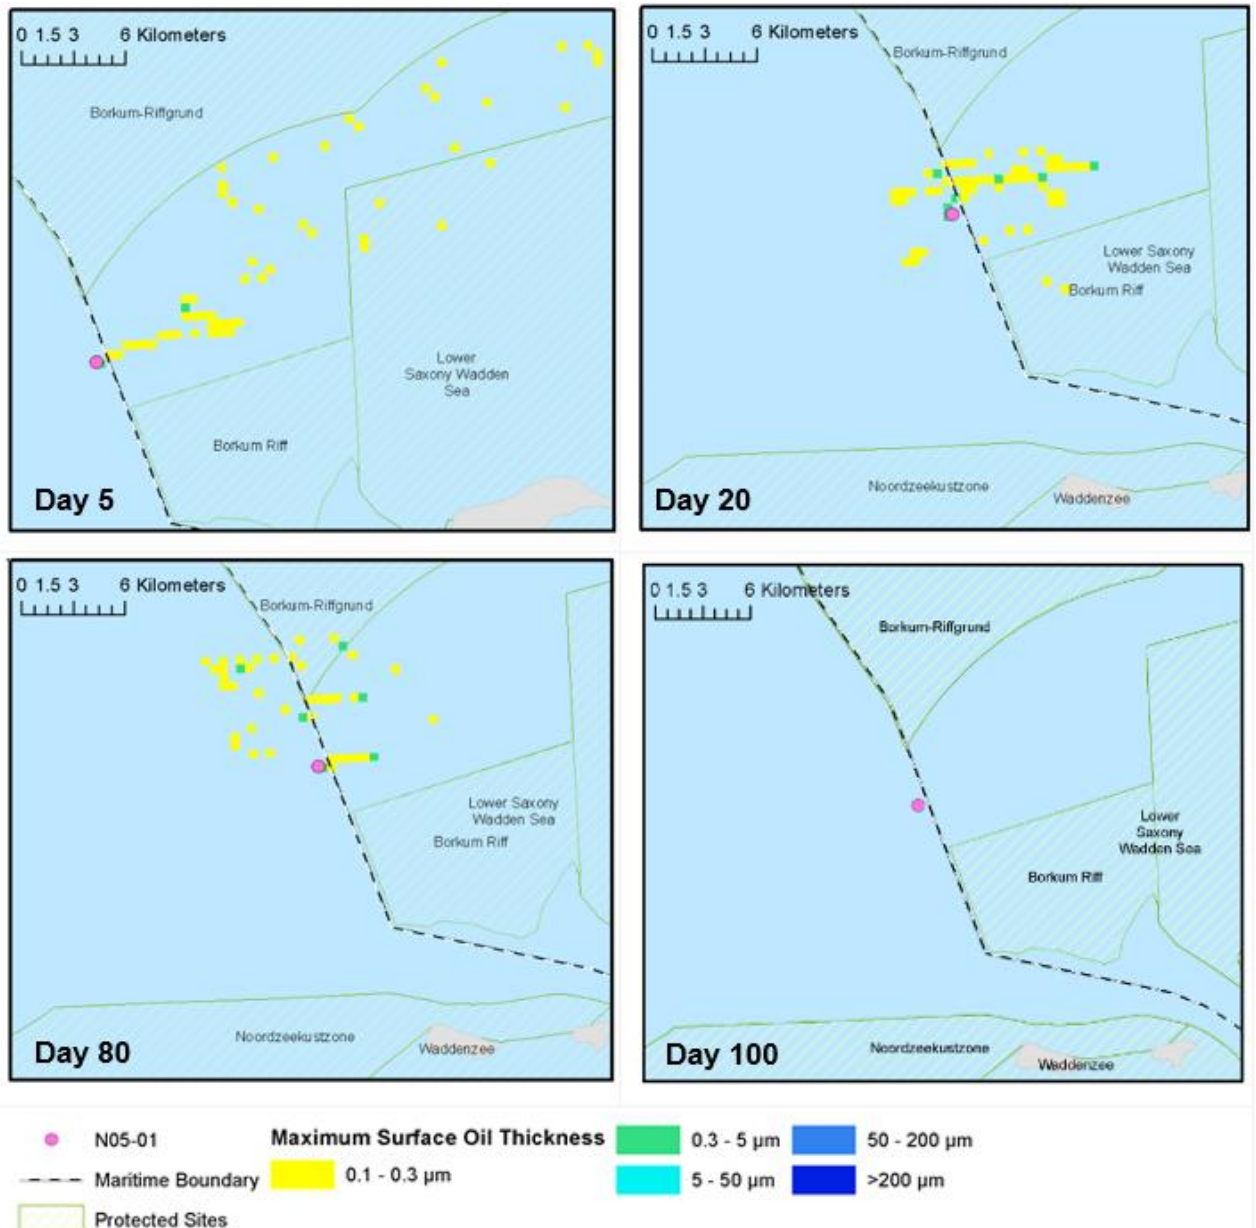 0 1.5 3 6 Kilometers
Borkum-Riffgrund
Lower
Saxony Wadden
Sea
Borkum Riff
Day 5
0 1.5 3 6 Kilometers
Borkum-Riffgrund
Lower Saxony
Wadden Sea
Borkum Riff
Noordzeekustzone
Waddenzee
Day 20
0 1.5 3 6 Kilometers
Borkum-Riffgrund
Lower Saxony
Wadden Sea
Borkum Riff
Noordzeekustzone
Waddenzee
Day 80
0 1.5 3 6 Kilometers
Borkum-Riffgrund
Lower
Saxony
Wadden Sea
Borkum Riff
Noordzeekustzone
Waddenzee
Day 100
N05-01
Maritime Boundary
Protected Sites
Maximum Surface Oil Thickness
0.1 - 0.3 µm
0.3 - 5 µm
5 - 50 µm
50 - 200 µm
>200 µm